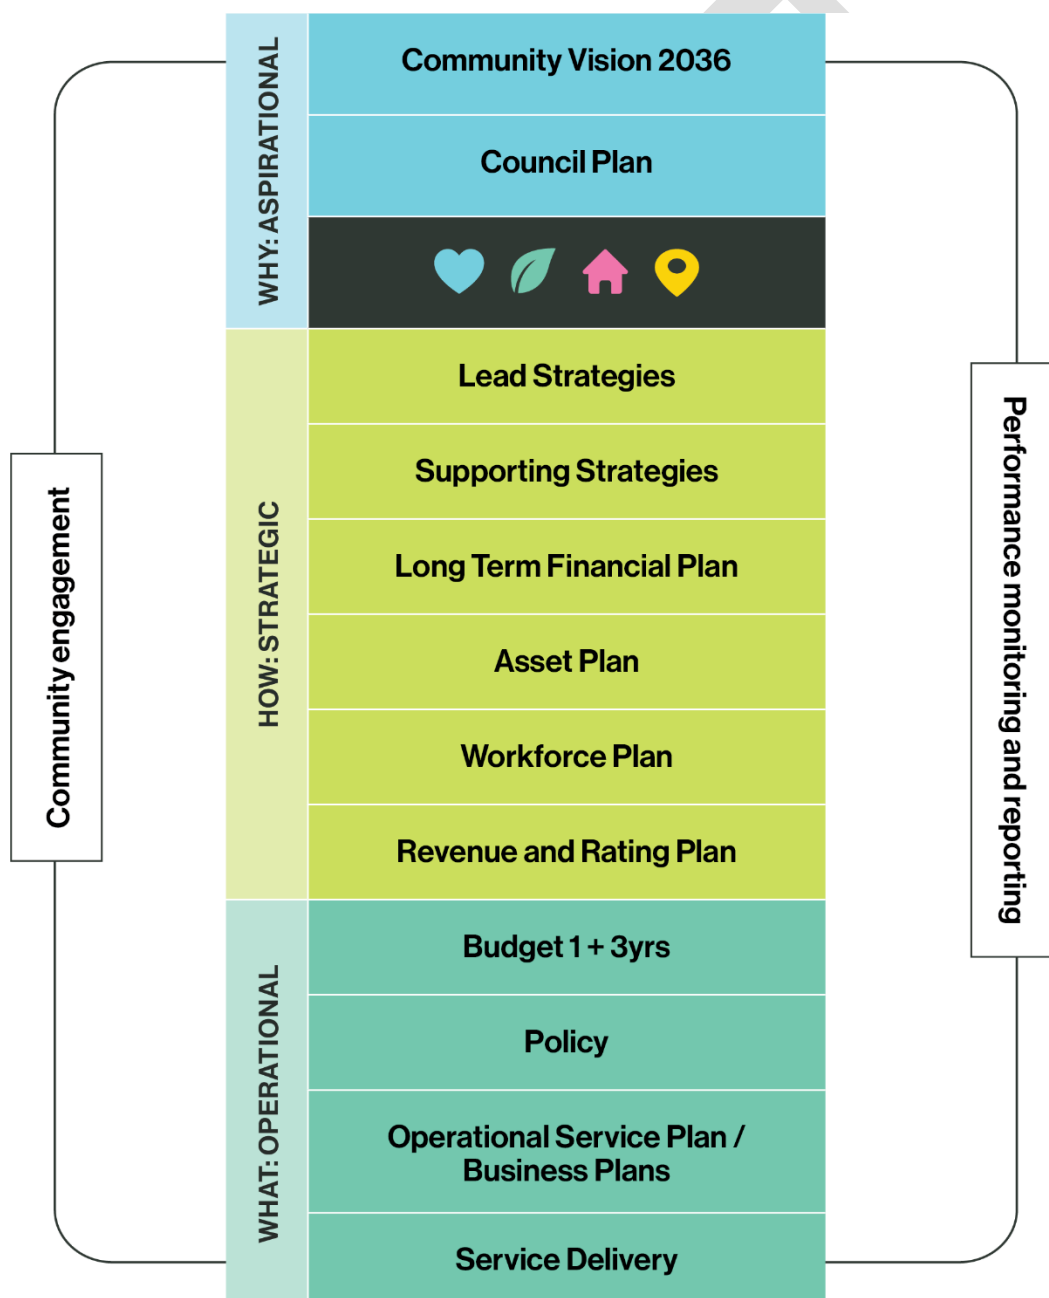 WHY: ASPIRATIONAL
Community Vision 2036
Council Plan
HOW: STRATEGIC
Lead Strategies
Supporting Strategies
Long Term Financial Plan
Asset Plan
Workforce Plan
Revenue and Rating Plan
WHAT: OPERATIONAL
Budget 1 + 3yrs
Policy
Operational Service Plan /
Business Plans
Service Delivery
Community engagement
Performance monitoring and reporting